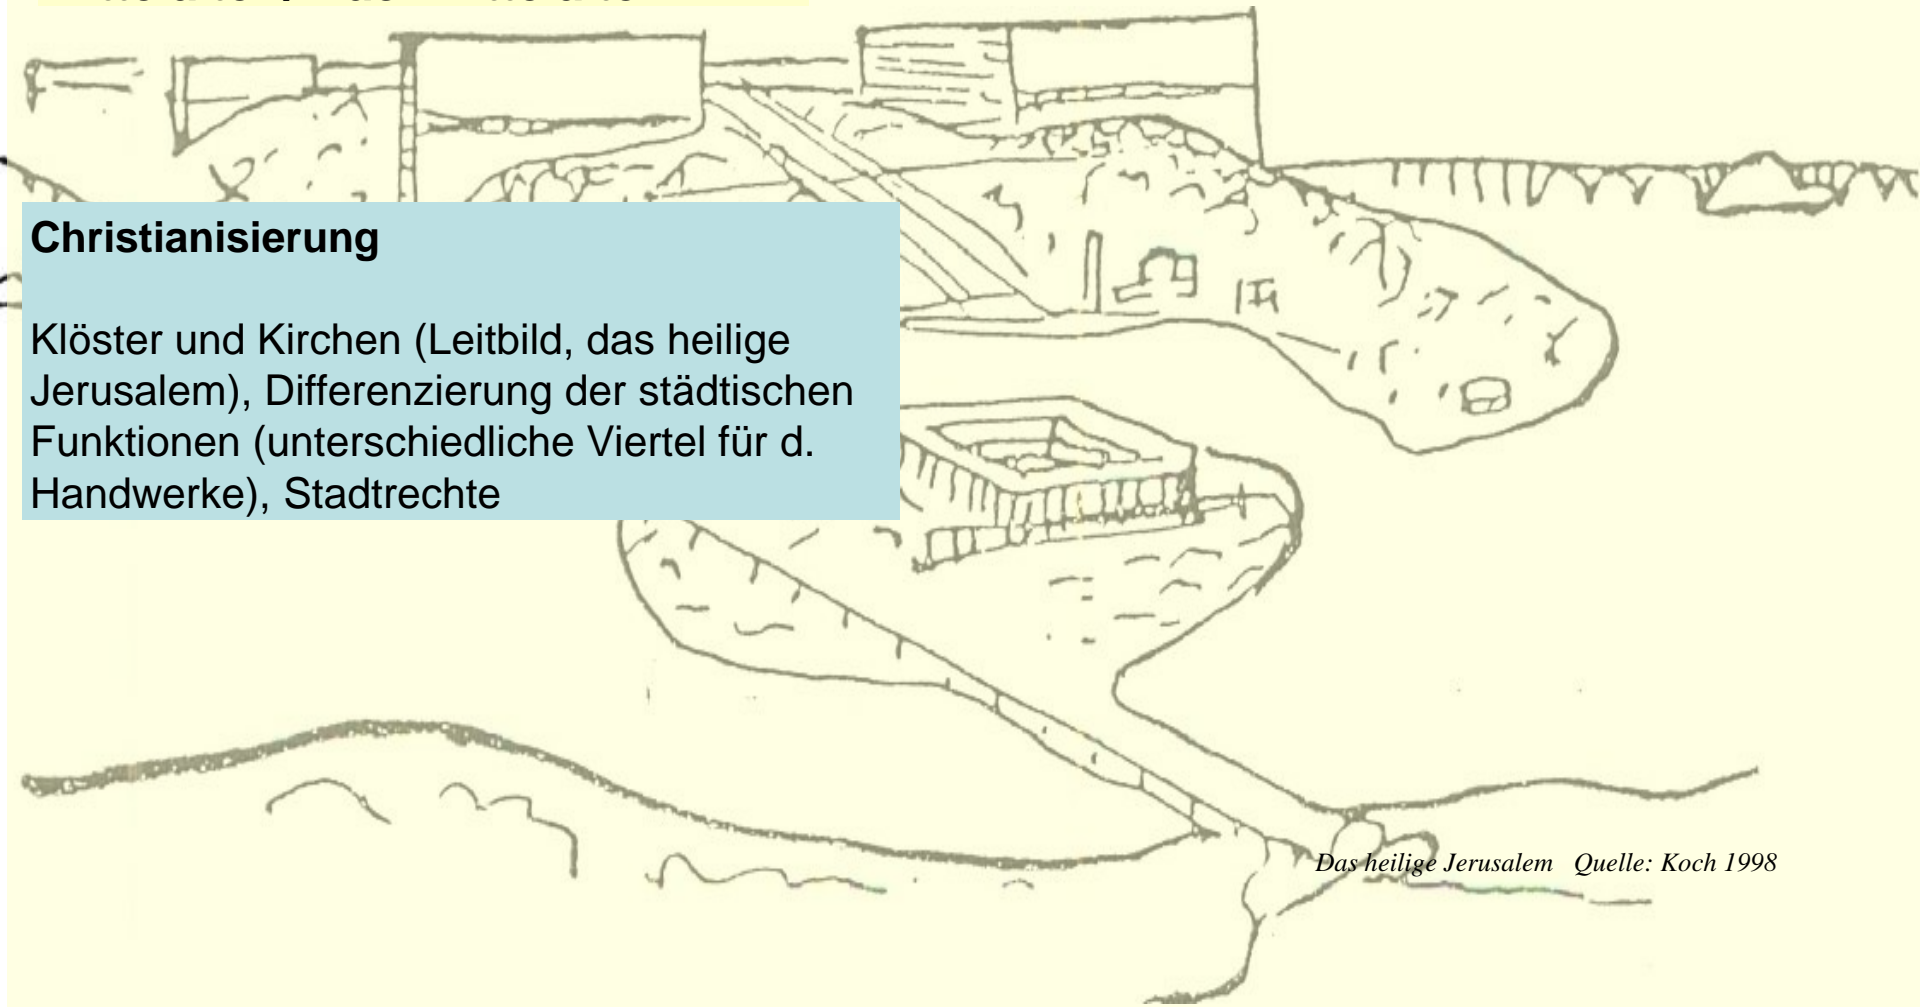 Christianisierung
Klöster und Kirchen (Leitbild, das heilige
Jerusalem), Differenzierung der städtischen
Funktionen (unterschiedliche Viertel für d.
Handwerke), Stadtrechte
Das heilige Jerusalem Quelle: Koch 1998